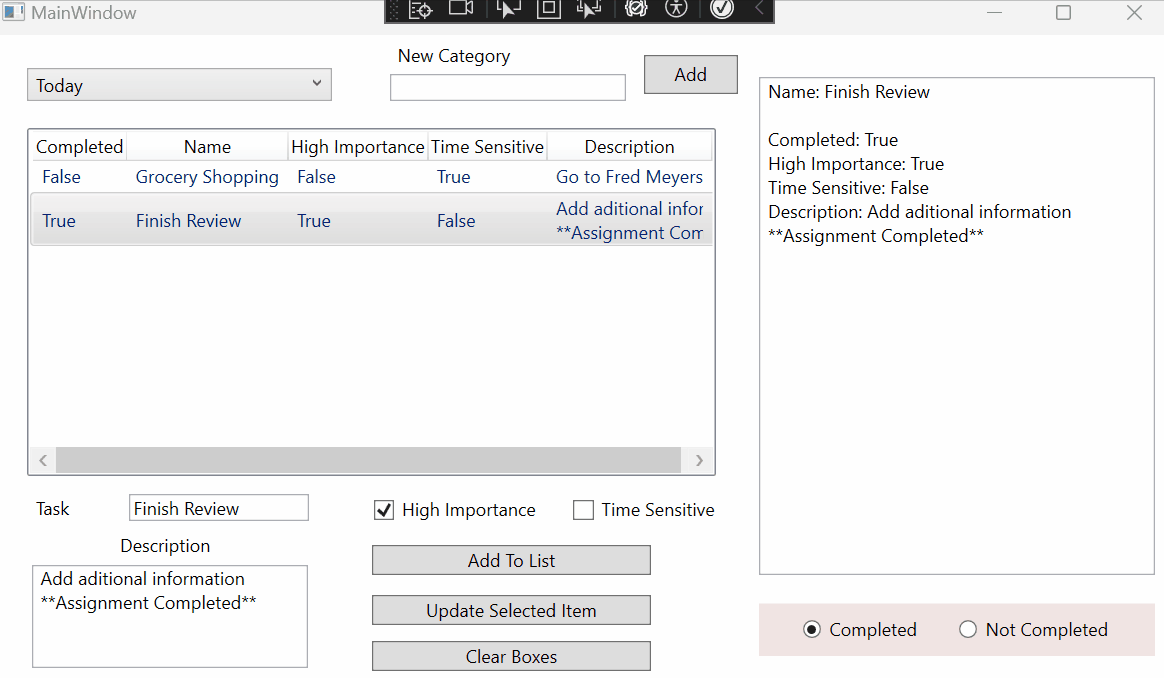 MainWindow
New Category
Today
Add
Completed Name High Importance Time Sensitive Description
False Grocery Shopping False True Go to Fred Meyers
True Finish Review True False Add aditional infor
**Assignment Com
Name: Finish Review
Completed: True
High Importance: True
Time Sensitive: False
Description: Add aditional information
**Assignment Completed**
Task Finish Review
High Importance Time Sensitive
Description
Add aditional information
**Assignment Completed**
Add To List
Update Selected Item
Clear Boxes
Completed Not Completed